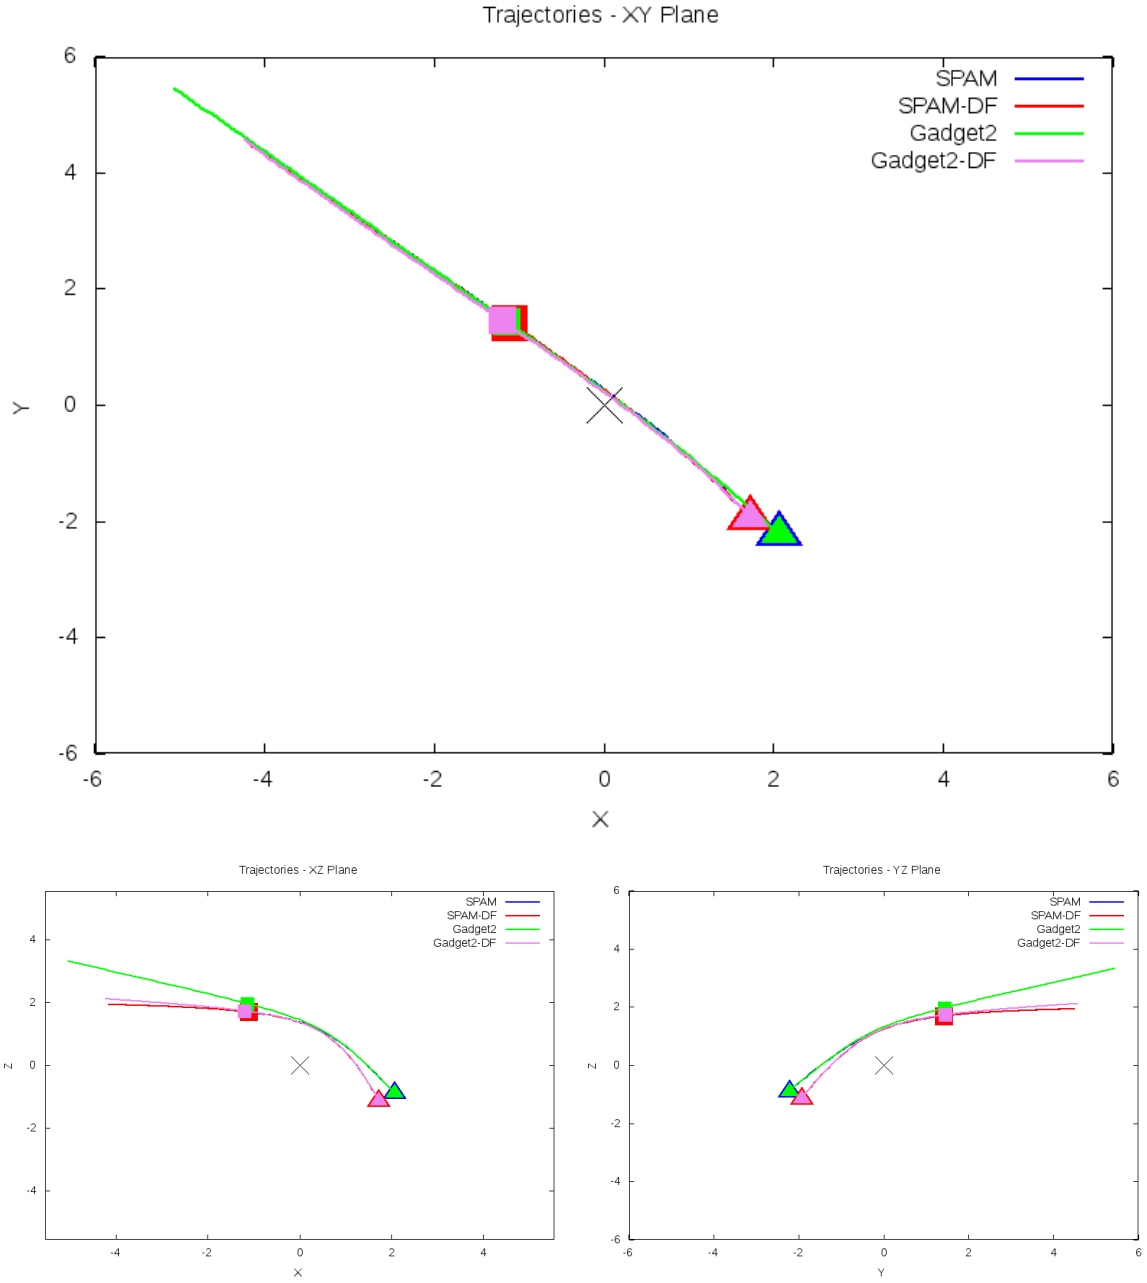 Trajectories - XY Plane
SPAM
SPAM-DF
Gadget2
Gadget2-DF
6
4
2
0
-2
-4
-6
Y
-6 -4 -2 0 2 4 6
X
Trajectories - XZ Plane
SPAM
SPAM-DF
Gadget2
Gadget2-DF
4
2
0
-2
-4
Z
-4 -2 0 2 4
X
Trajectories - YZ Plane
SPAM
SPAM-DF
Gadget2
Gadget2-DF
6
4
2
0
-2
-4
-6
Z
-6 -4 -2 0 2 4 6
Y